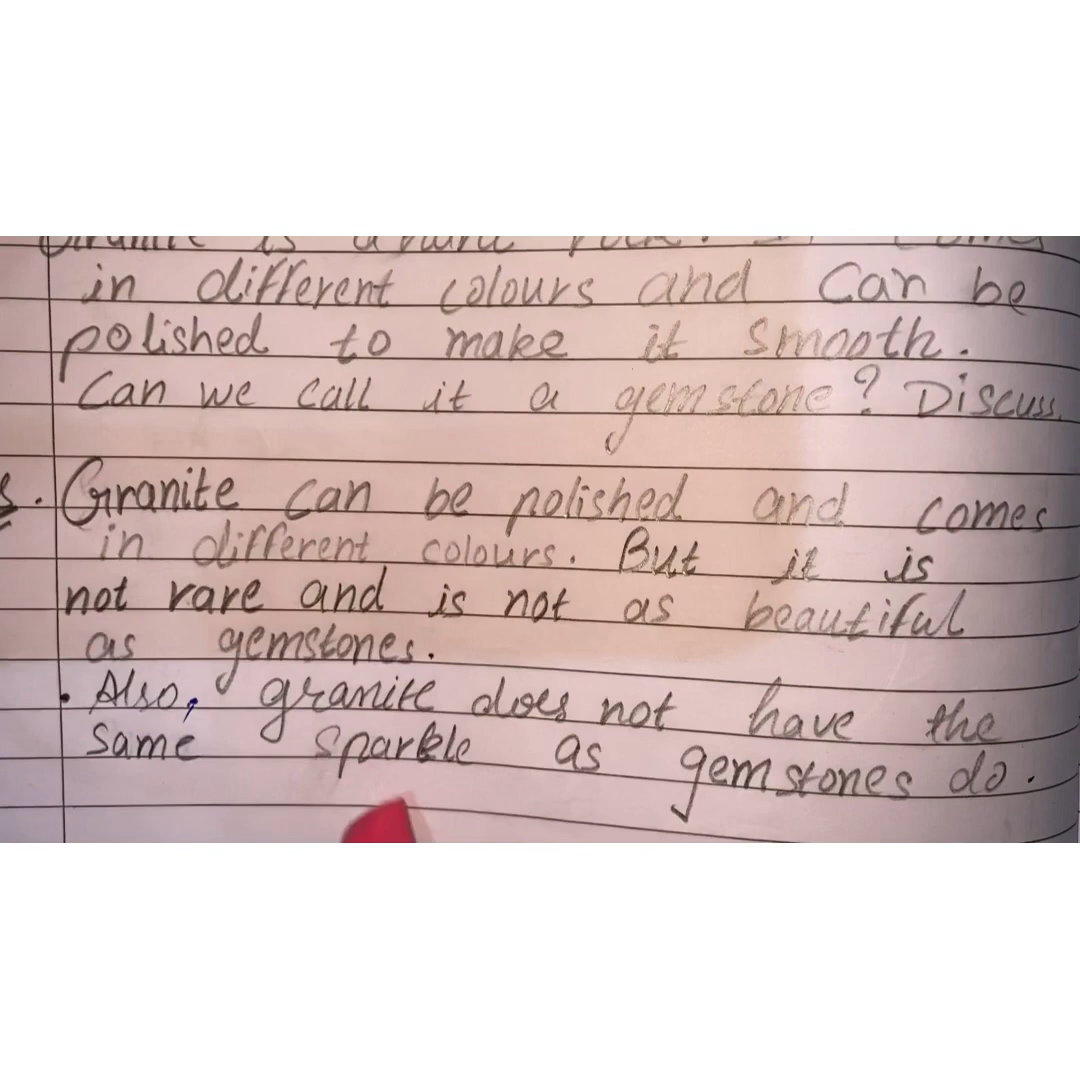 is a
in different colours and can be
polished to make it smooth.
Can we call it a gemstone? Discuss.
s. Granite can be polished and comes
in different colours. But it is
not rare and is not as beautiful
as gemstones.
. Also, granite does not have the
same sparkle as gemstones do.